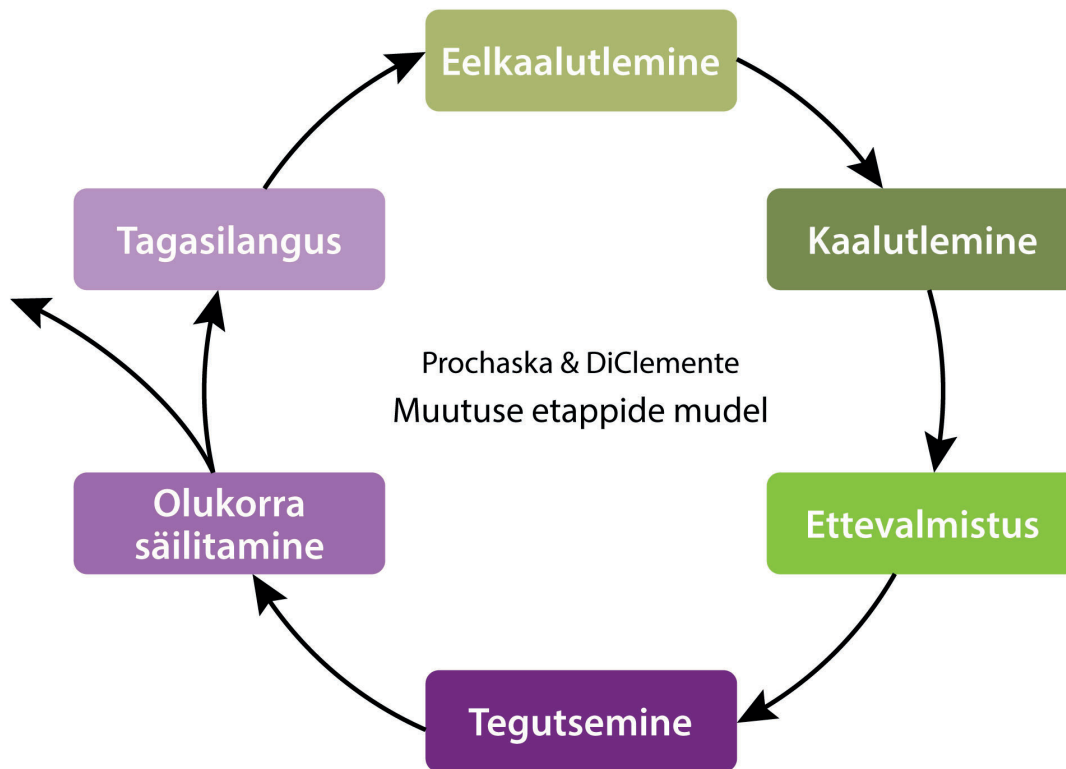 Eelkaalutlemine
Kaalutlemine
Ettevalmistus
Tegutsemine
Olukorra
säilitamine
Tagasilangus
Prochaska & DiClemente
Muutuse etappide mudel